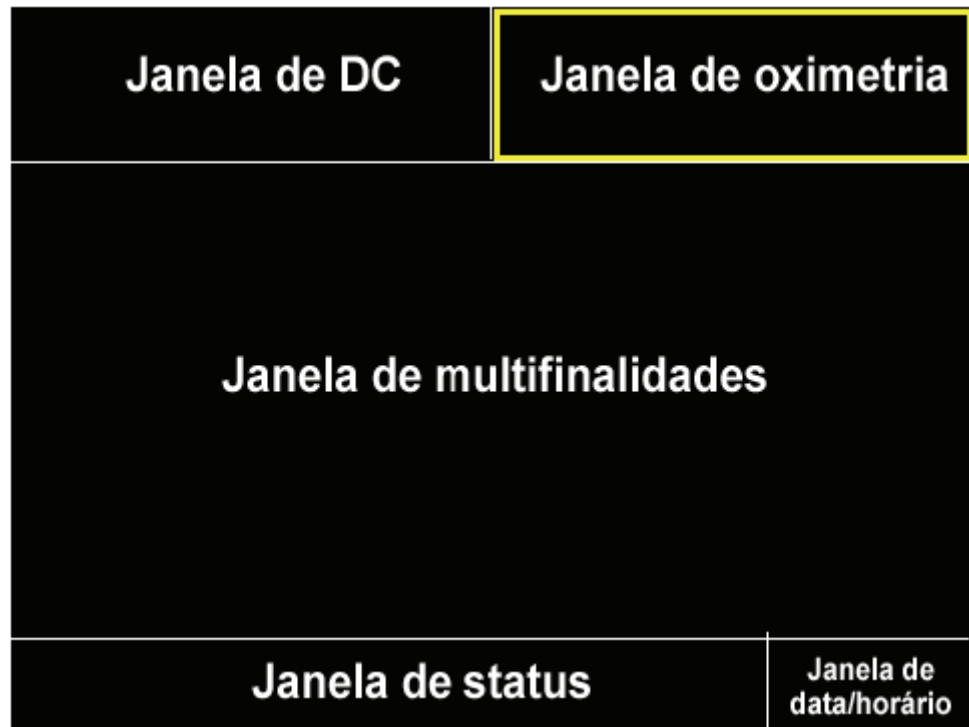 Janela de DC
Janela de oximetria
Janela de multifinalidades
Janela de status
Janela de
data/horário